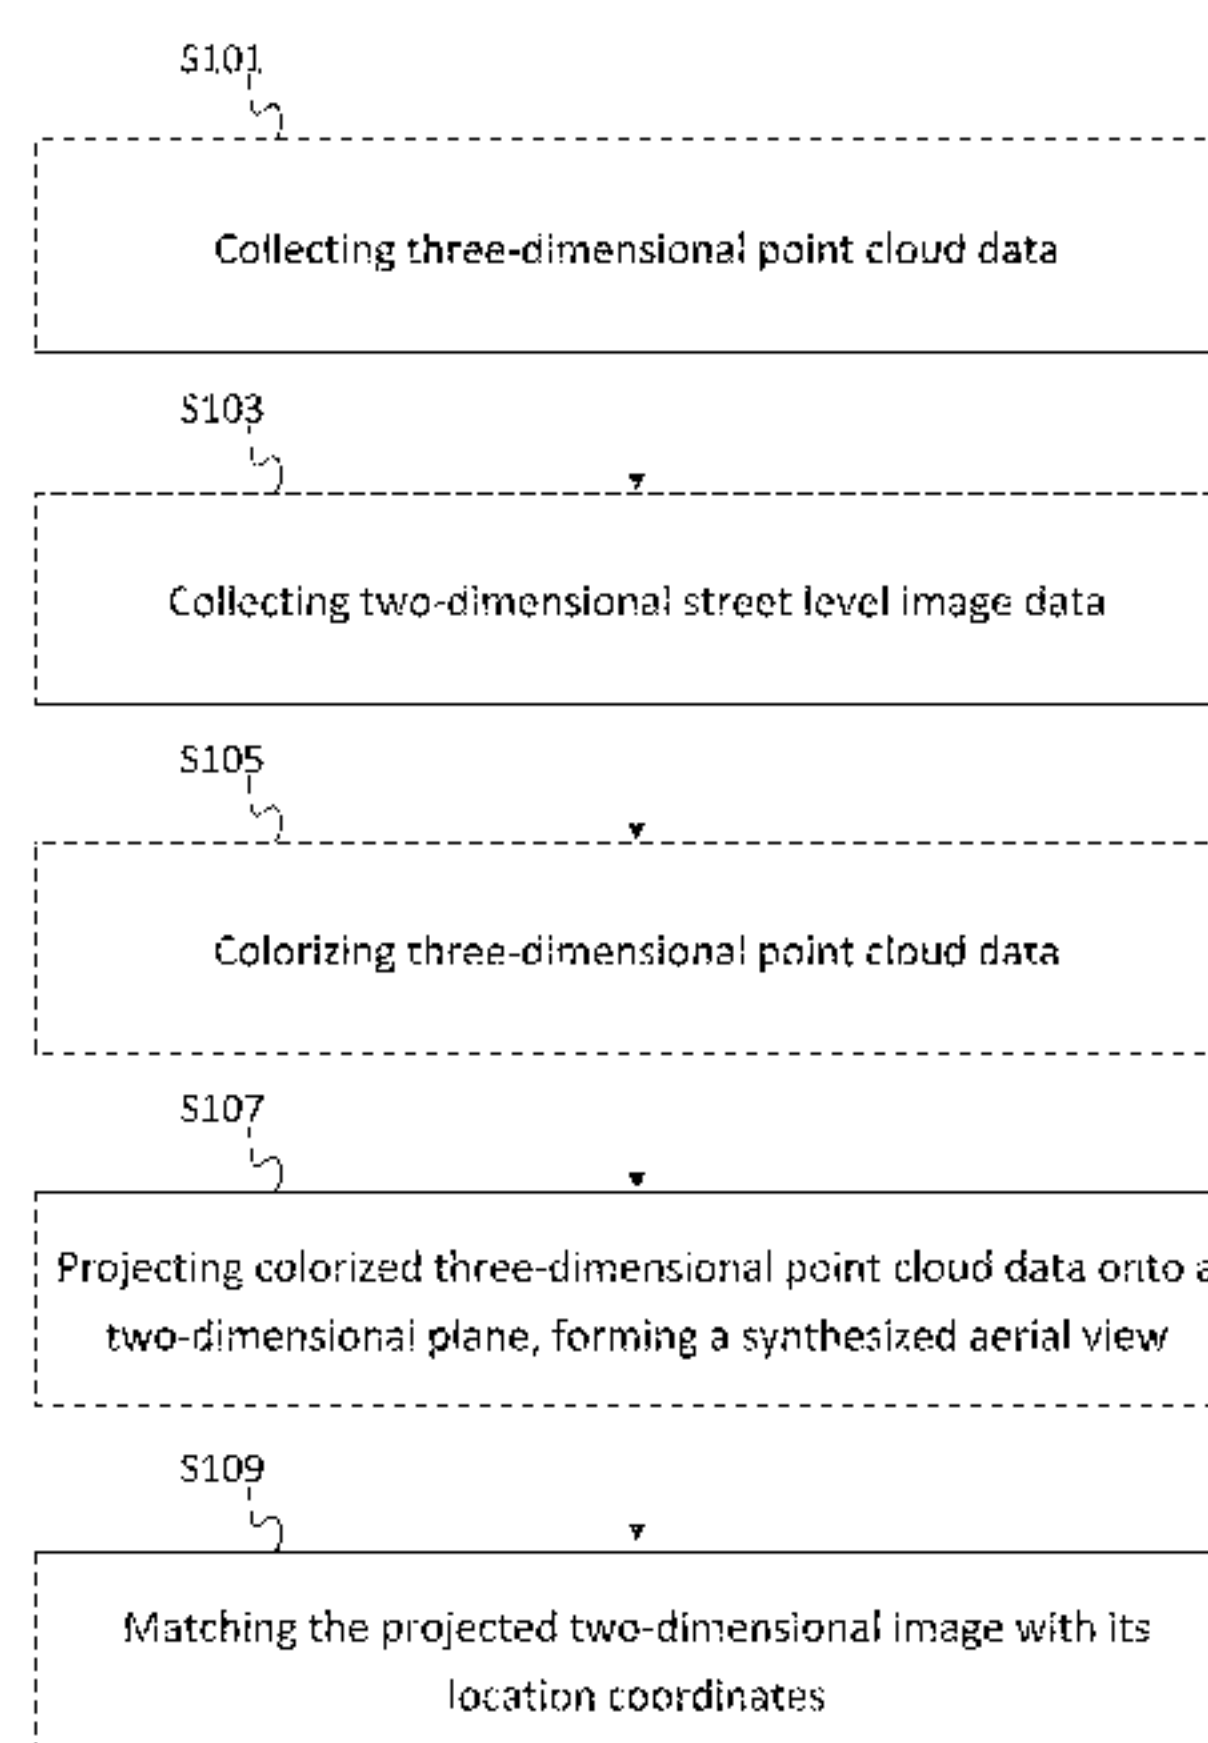 S101
Collecting three-dimensional point cloud data
S103
Collecting two-dimensional street level image data
S105
Colorizing three-dimensional point cloud data
S107
Projecting colorized three-dimensional point cloud data onto a
two-dimensional plane, forming a synthesized aerial view
S109
Matching the projected two-dimensional image with its
location coordinates